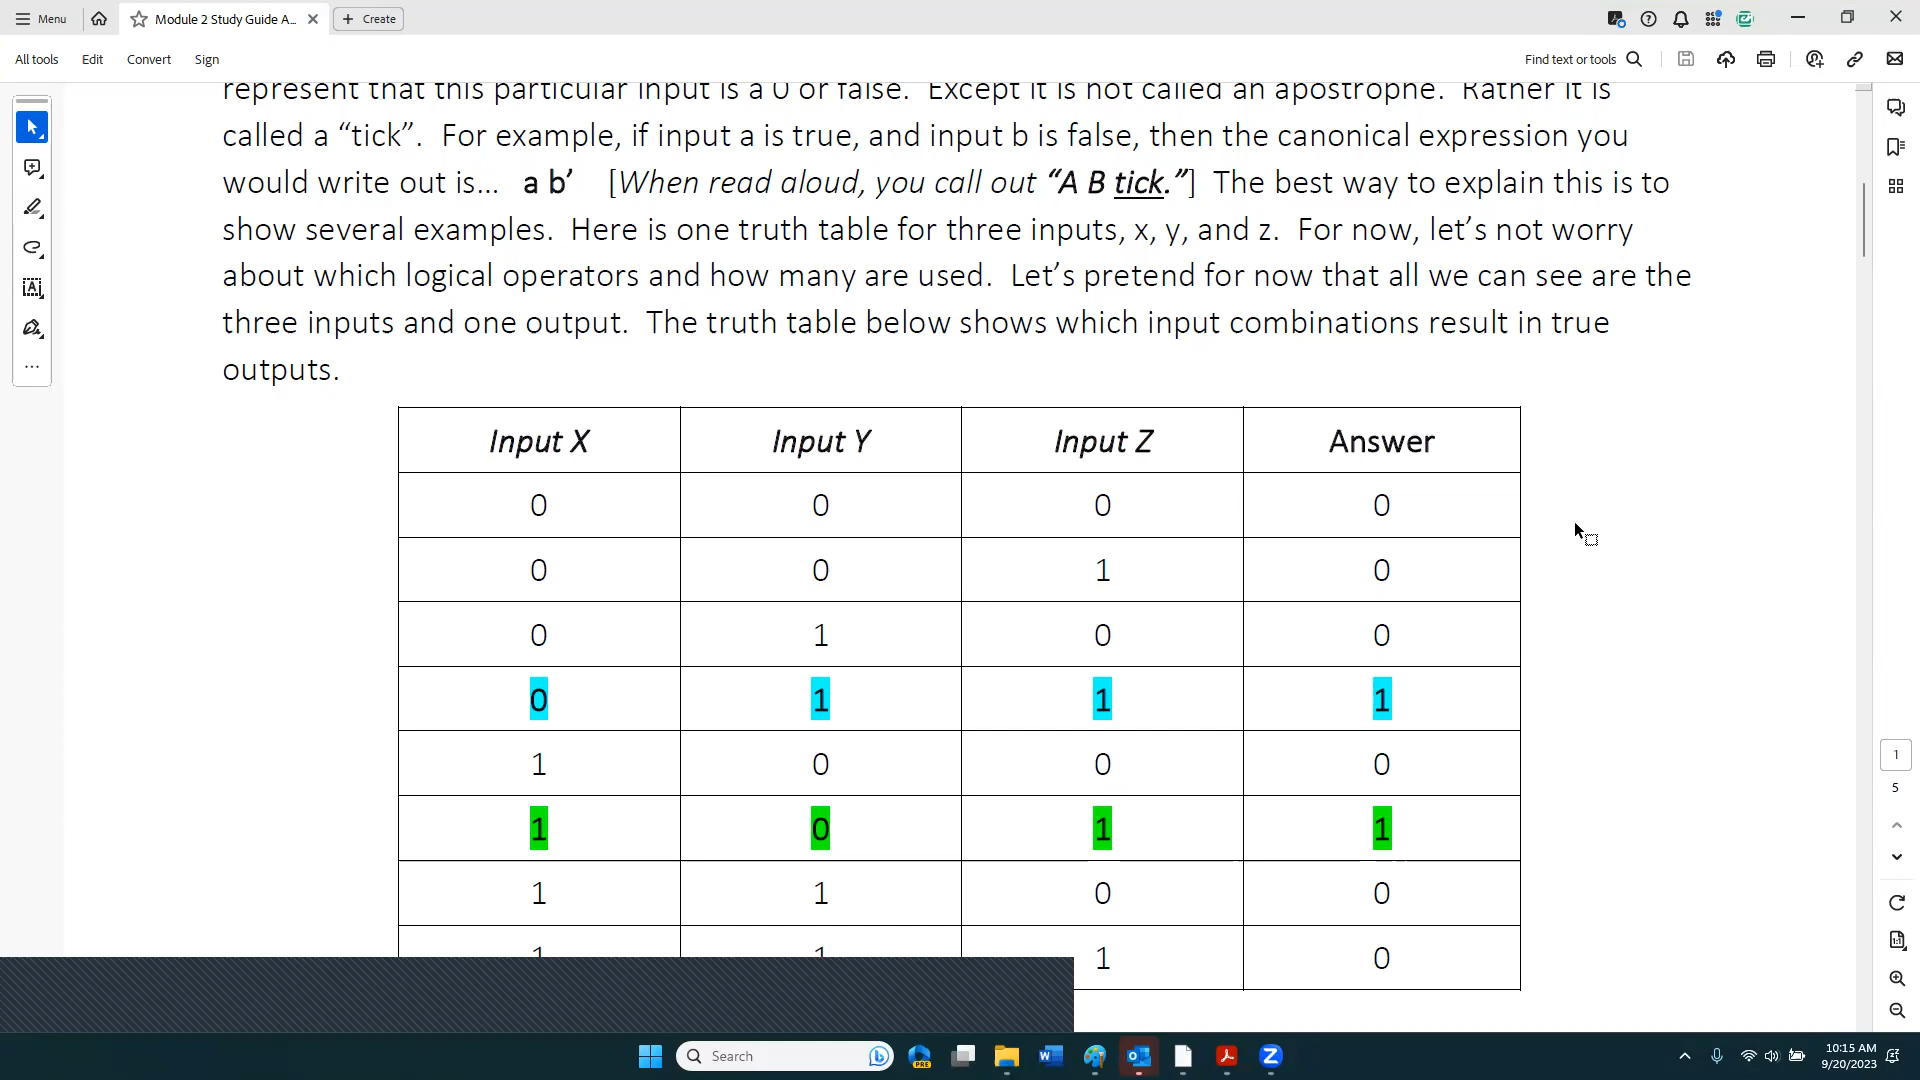 Menu
Module 2 Study Guide A...
Create
All tools
Edit
Convert
Sign
Find text or tools
represent that this particular input is a 0 or false.  Except it is not called an apostrophe.  Rather it is
called a “tick”.  For example, if input a is true, and input b is false, then the canonical expression you
would write out is…   a b’    [When read aloud, you call out “A B tick.”]  The best way to explain this is to
show several examples.  Here is one truth table for three inputs, x, y, and z.  For now, let’s not worry
about which logical operators and how many are used.  Let’s pretend for now that all we can see are the
three inputs and one output.  The truth table below shows which input combinations result in true
outputs.
Input X Input Y Input Z Answer
0 0 0 0
0 0 1 0
0 1 0 0
0 1 1 1
1 0 0 0
1 0 1 1
1 1 0 0
1 1 1 0
1
5
Search
PRE
10:15 AM
9/20/2023